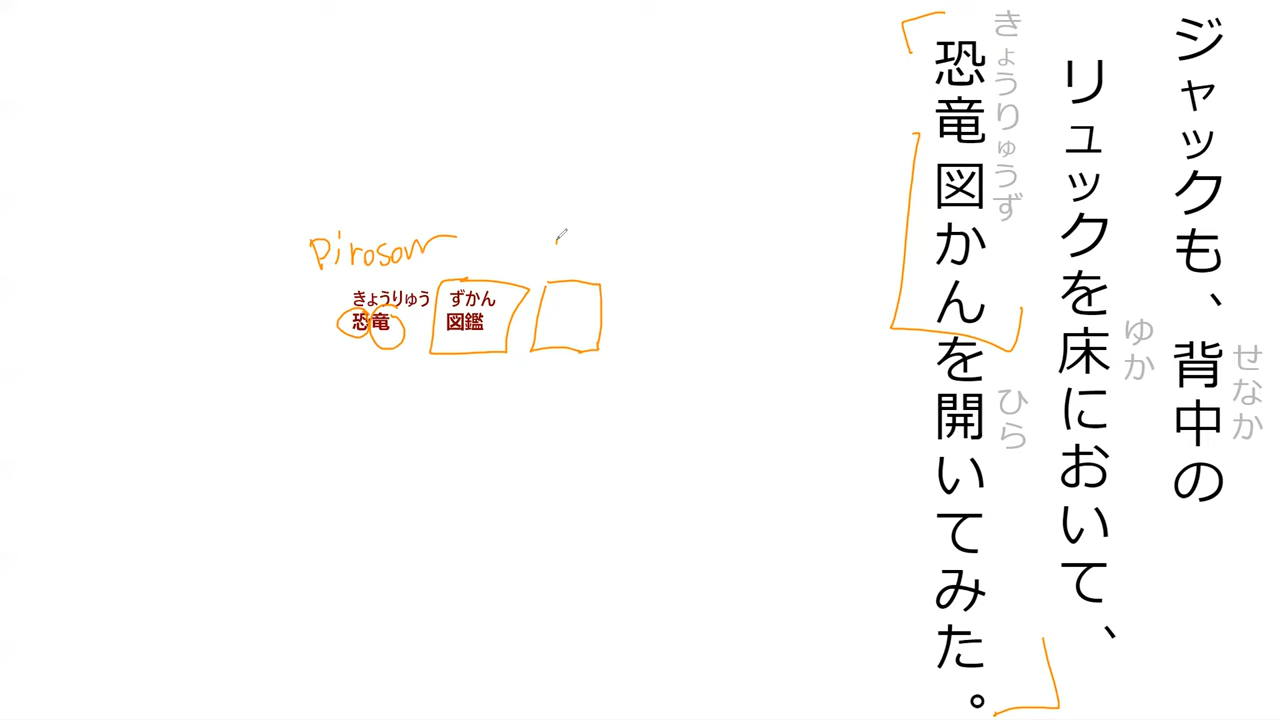 ジャックも、背中の
せなか
リュックを床において、
ゆか
恐竜図かんを開いてみた。
きょうりゅうず
ひら
Pirosour
きょうりゅう ずかん
恐竜 図鑑